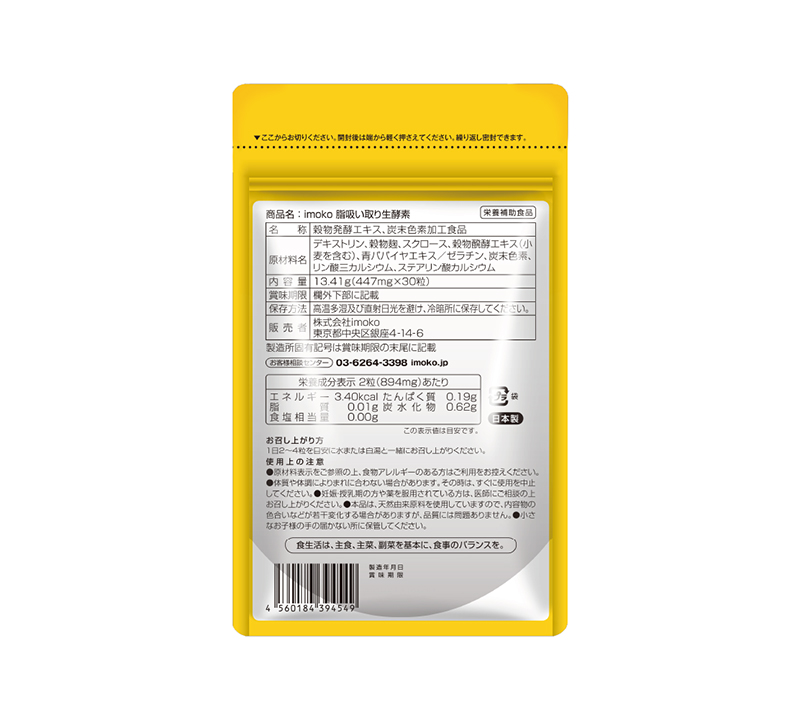 ▼ここからお切りください。開封後は端から軽く押さえてください。繰り返し密封できます。
商品名：imoko 脂吸い取り生酵素 栄養補助食品
名　称 穀物発酵エキス、炭末色素加工食品
原材料名 デキストリン、穀物麹、スクロース、穀物醗酵エキス（小
麦を含む）、青パパイヤエキス／ゼラチン、炭末色素、
リン酸三カルシウム、ステアリン酸カルシウム
内容量 13.41g（447mg×30粒）
賞味期限 欄外下部に記載
保存方法 高温多湿及び直射日光を避け、冷暗所に保存してください。
販売者 株式会社imoko
東京都中央区銀座4-14-6
製造所固有記号は賞味期限の末尾に記載
お客様相談センター 03-6264-3398 imoko.jp
栄養成分表示 2粒（894mg）あたり
エネルギー 3.40kcal たんぱく質 0.19g
脂質 0.01g 炭水化物 0.62g
食塩相当量 0.00g
プラ 袋
日本製
この表示値は目安です。
お召し上がり方
1日2〜4粒を目安に水または白湯と一緒にお召し上がりください。
使用上の注意
●原材料表示をご参照の上、食物アレルギーのある方はご利用をお控えください。
●体質や体調によりまれに合わない場合があります。その時は、すぐに使用を中止
してください。●妊娠・授乳期の方や薬を服用されている方は、医師にご相談の上
お召し上がりください。●本品は、天然由来原料を使用していますので、内容物の
色合いなどが若干変化する場合がありますが、品質には問題ありません。●小さ
なお子様の手の届かない所に保管してください。
食生活は、主食、主菜、副菜を基本に、食事のバランスを。
製造年月日
賞味期限
4 560184 394549